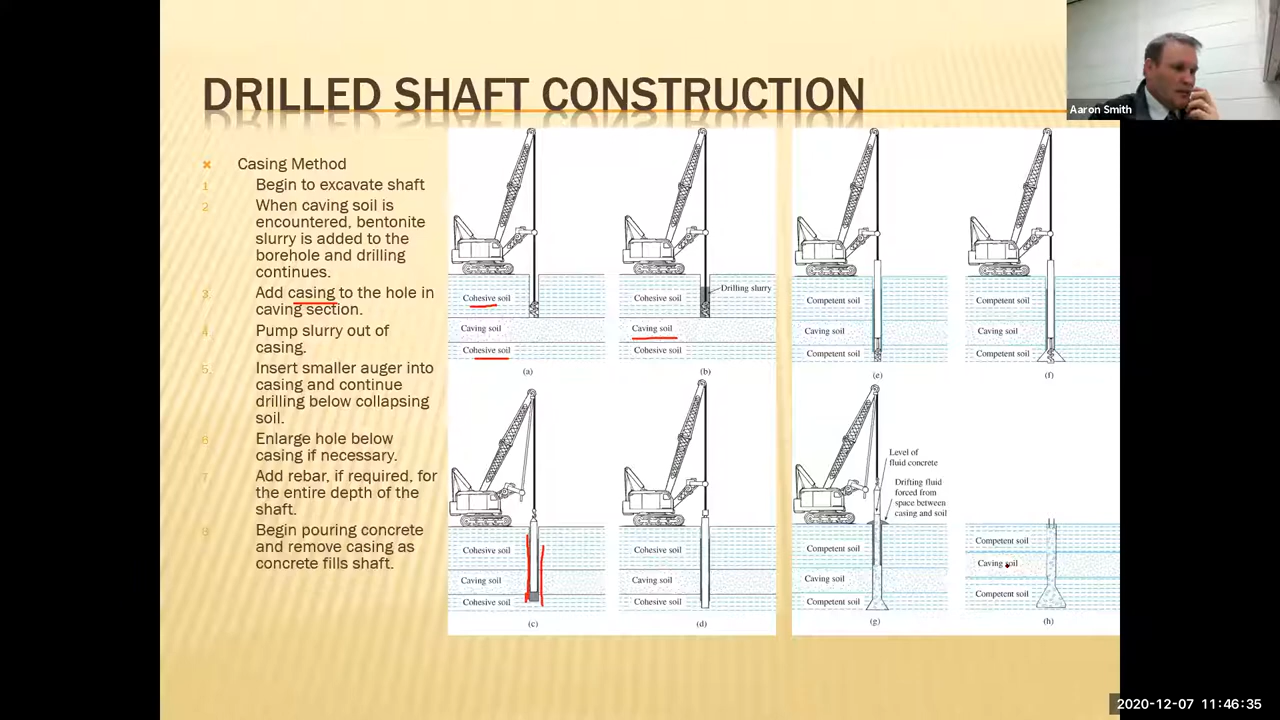 DRILLED SHAFT CONSTRUCTION
Aaron Smith
Casing Method
1 Begin to excavate shaft
2 When caving soil is
encountered, bentonite
slurry is added to the
borehole and drilling
continues.
3 Add casing to the hole in
caving section.
4 Pump slurry out of
casing.
5 Insert smaller auger into
casing and continue
drilling below collapsing
soil.
6 Enlarge hole below
casing if necessary.
Add rebar, if required, for
the entire depth of the
shaft.
Begin pouring concrete
and remove casing as
concrete fills shaft.
Cohesive soil
Caving soil
Cohesive soil
(a)
Drilling slurry
Cohesive soil
Caving soil
Cohesive soil
(b)
Cohesive soil
Caving soil
Cohesive soil
(c)
Cohesive soil
Caving soil
Cohesive soil
(d)
Competent soil
Caving soil
Competent soil
(e)
Competent soil
Caving soil
Competent soil
(f)
Level of
fluid concrete
Drifting fluid
forced from
space between
casing and soil
Competent soil
Caving soil
Competent soil
(g)
Competent soil
Caving soil
Competent soil
(h)
2020-12-07 11:46:35